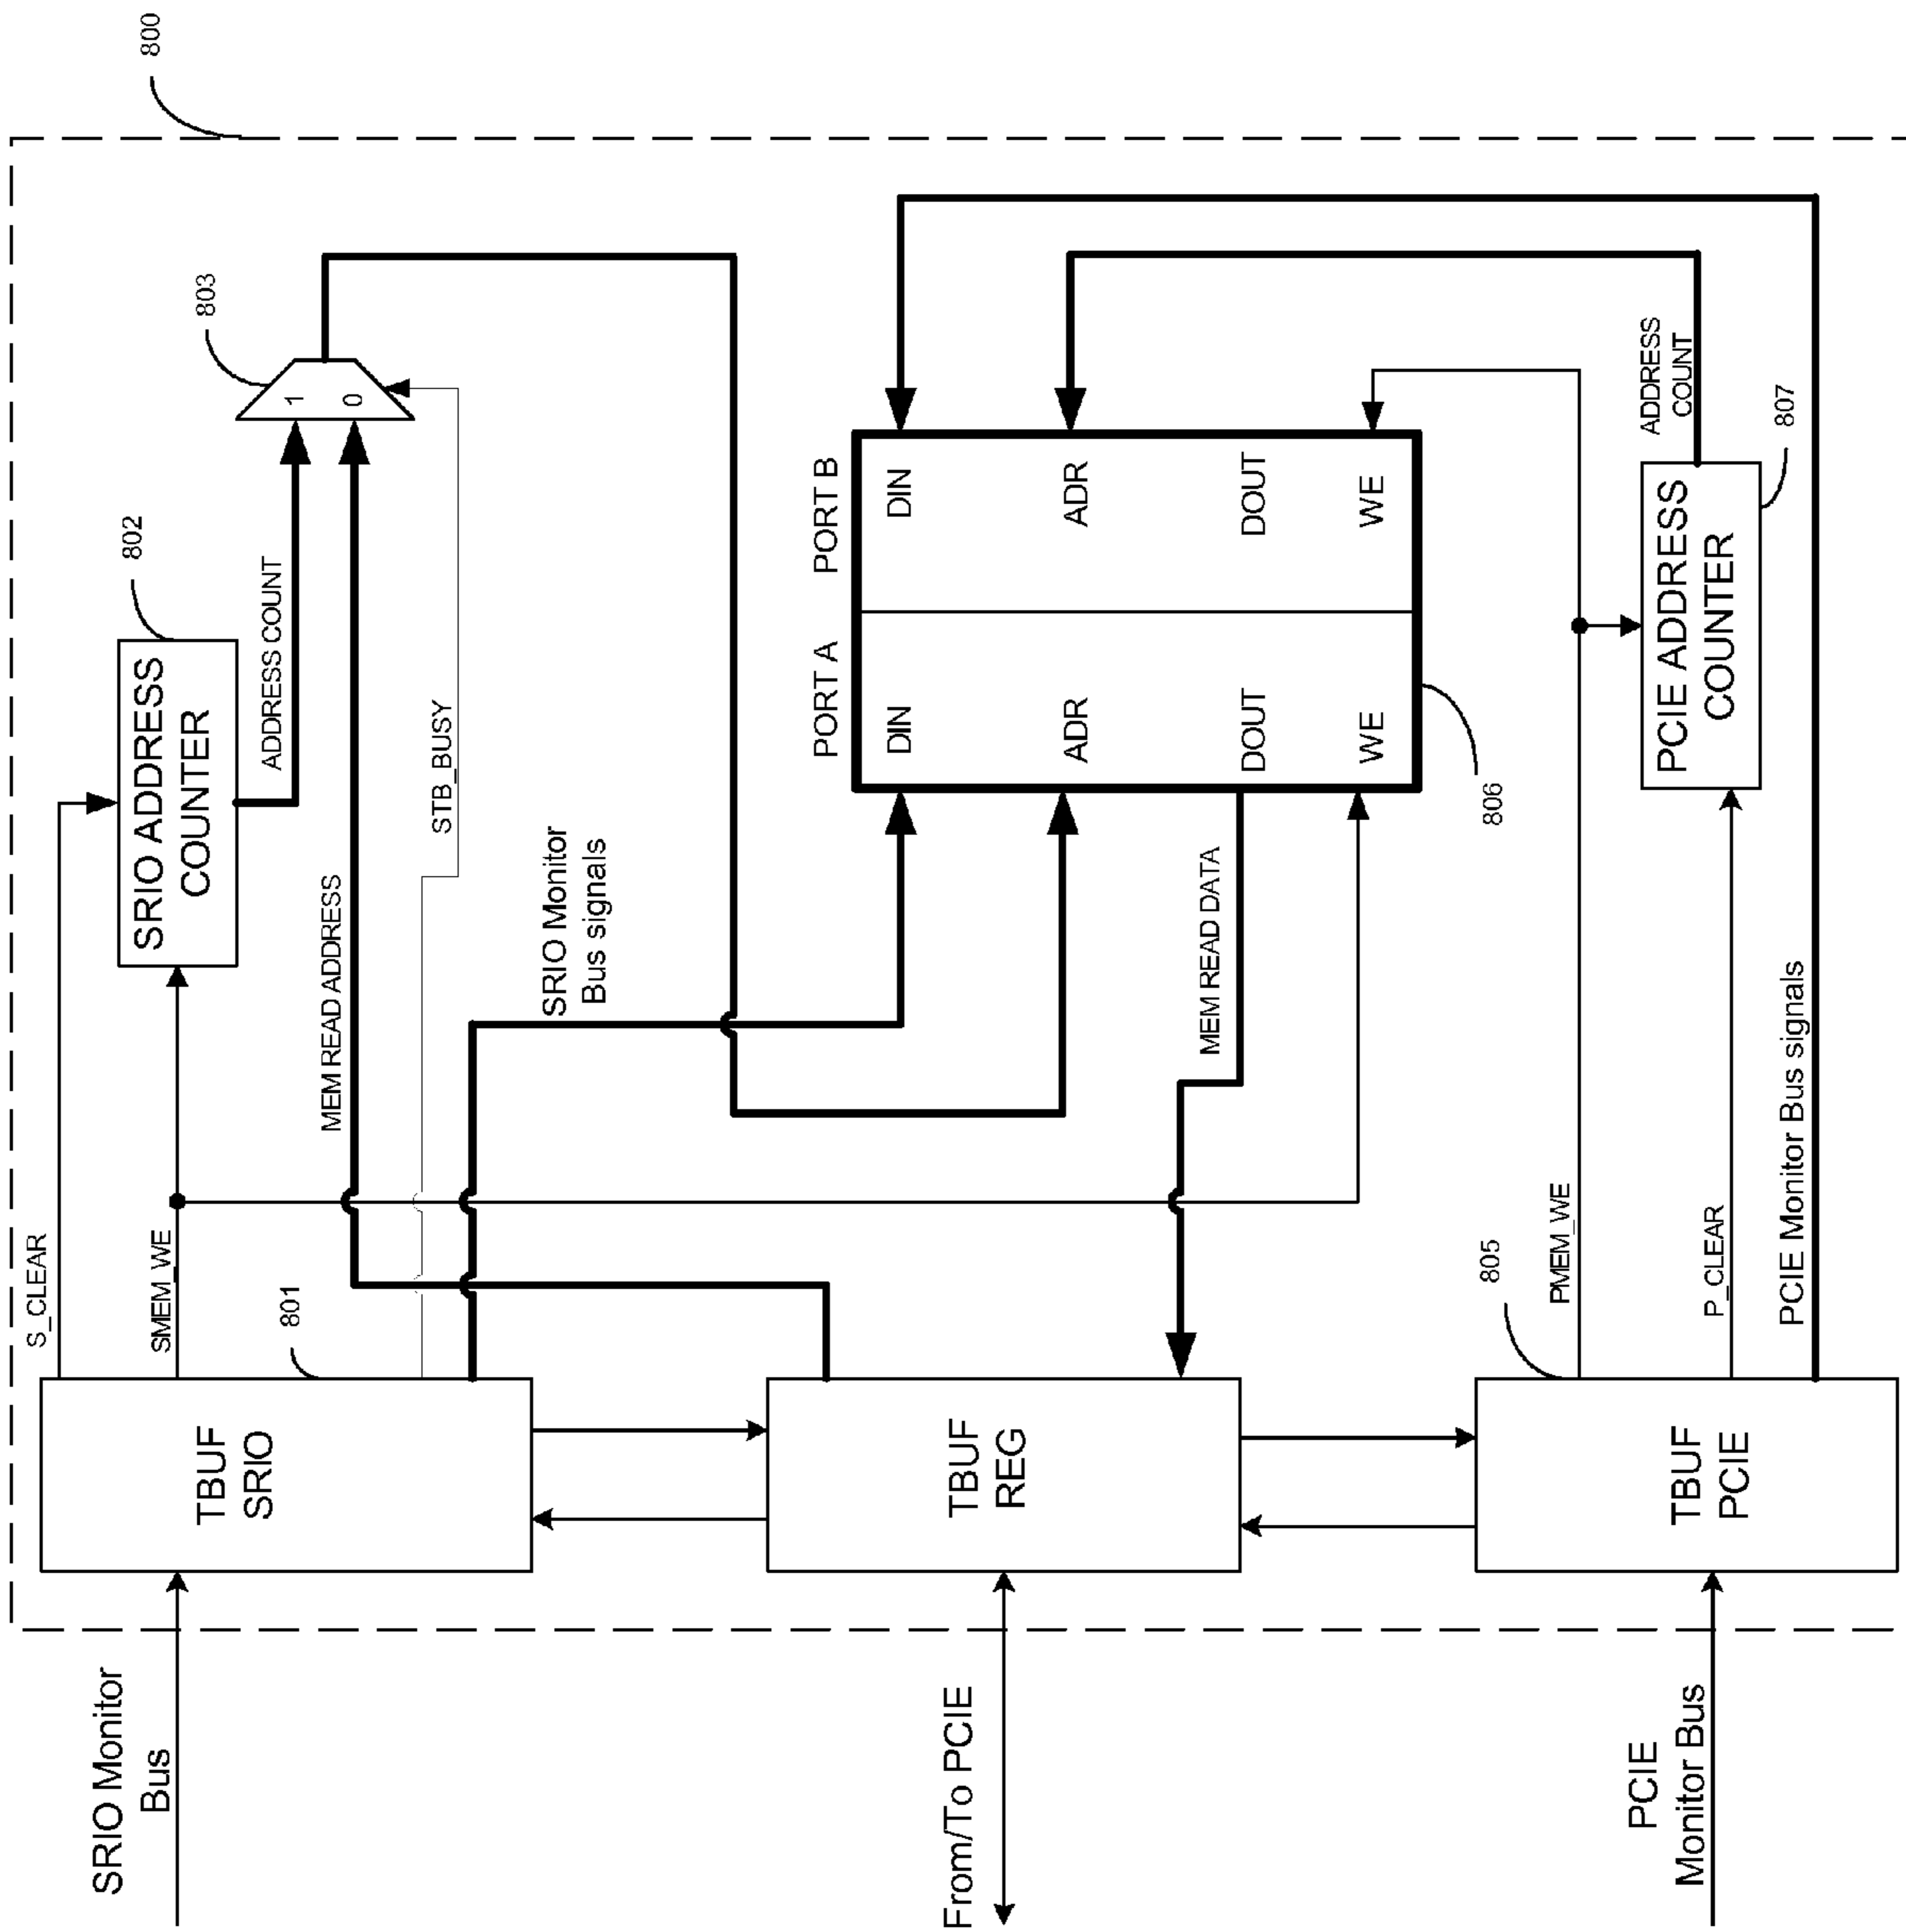 800
S_CLEAR
SMEM_WE
801
TBUF
SRIO
SRIO Monitor
Bus
802
SRIO ADDRESS
COUNTER
ADDRESS COUNT
803
1
0
MEM READ ADDRESS
STB_BUSY
SRIO Monitor
Bus signals
TBUF
REG
From/To PCIE
MEM READ DATA
PORT A
PORT B
DIN
DIN
ADR
ADR
DOUT
DOUT
WE
WE
806
805
TBUF
PCIE
PCIE
Monitor Bus
PMEM_WE
P_CLEAR
PCIE Monitor Bus signals
PCIE ADDRESS
COUNTER
807
ADDRESS
COUNT